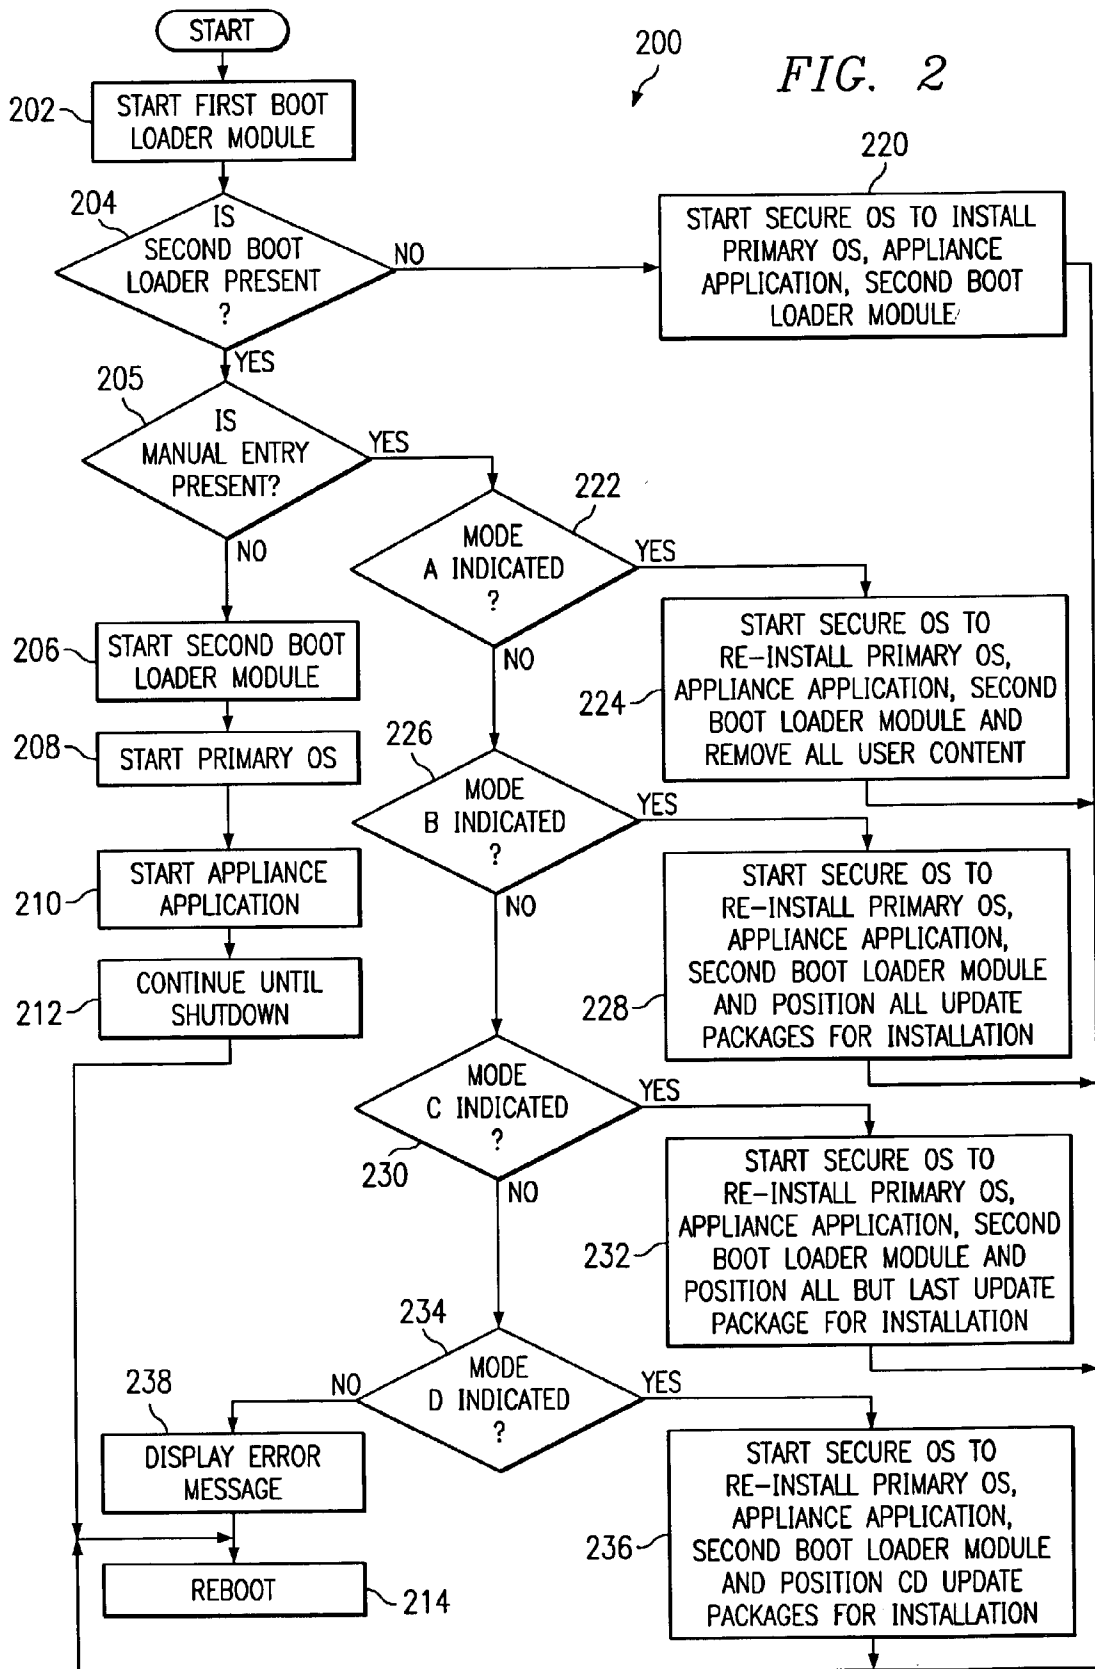 START
200
FIG. 2
202
START FIRST BOOT
LOADER MODULE
204
IS
SECOND BOOT
LOADER PRESENT
?
NO
YES
220
START SECURE OS TO INSTALL
PRIMARY OS, APPLIANCE
APPLICATION, SECOND BOOT
LOADER MODULE
205
IS
MANUAL ENTRY
PRESENT?
YES
NO
222
MODE
A INDICATED
?
YES
NO
224
START SECURE OS TO
RE-INSTALL PRIMARY OS,
APPLIANCE APPLICATION, SECOND
BOOT LOADER MODULE AND
REMOVE ALL USER CONTENT
206
START SECOND BOOT
LOADER MODULE
208
START PRIMARY OS
210
START APPLIANCE
APPLICATION
212
CONTINUE UNTIL
SHUTDOWN
226
MODE
B INDICATED
?
YES
NO
228
START SECURE OS TO
RE-INSTALL PRIMARY OS,
APPLIANCE APPLICATION,
SECOND BOOT LOADER MODULE
AND POSITION ALL UPDATE
PACKAGES FOR INSTALLATION
MODE
C INDICATED
?
230
YES
NO
232
START SECURE OS TO
RE-INSTALL PRIMARY OS,
APPLIANCE APPLICATION, SECOND
BOOT LOADER MODULE AND
POSITION ALL BUT LAST UPDATE
PACKAGE FOR INSTALLATION
234
MODE
D INDICATED
?
NO
YES
238
DISPLAY ERROR
MESSAGE
REBOOT
214
236
START SECURE OS TO
RE-INSTALL PRIMARY OS,
APPLIANCE APPLICATION,
SECOND BOOT LOADER MODULE
AND POSITION CD UPDATE
PACKAGES FOR INSTALLATION